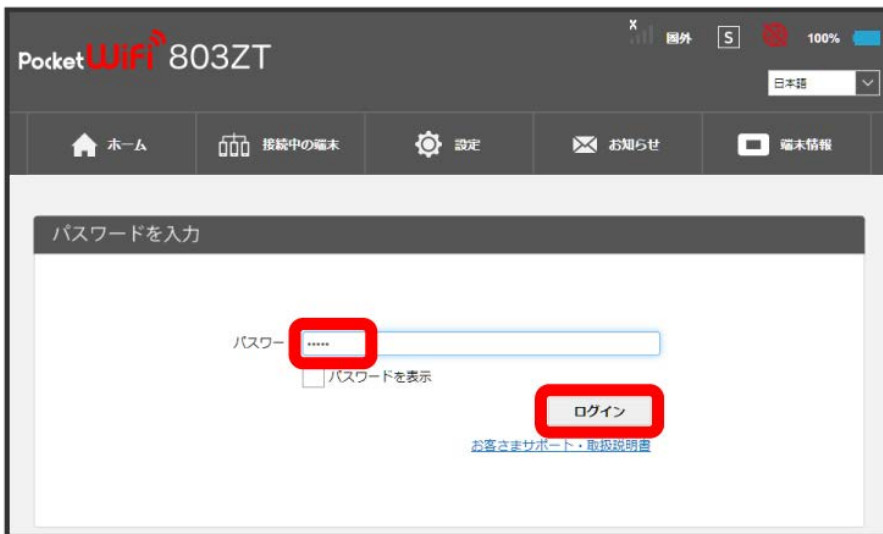 x
圏外 S 100%
Pocket WiFi 803ZT
日本語
ホーム 接続中の端末 設定 お知らせ 端末情報
パスワードを入力
パスワー •••••
パスワードを表示
ログイン
お客さまサポート・取扱説明書